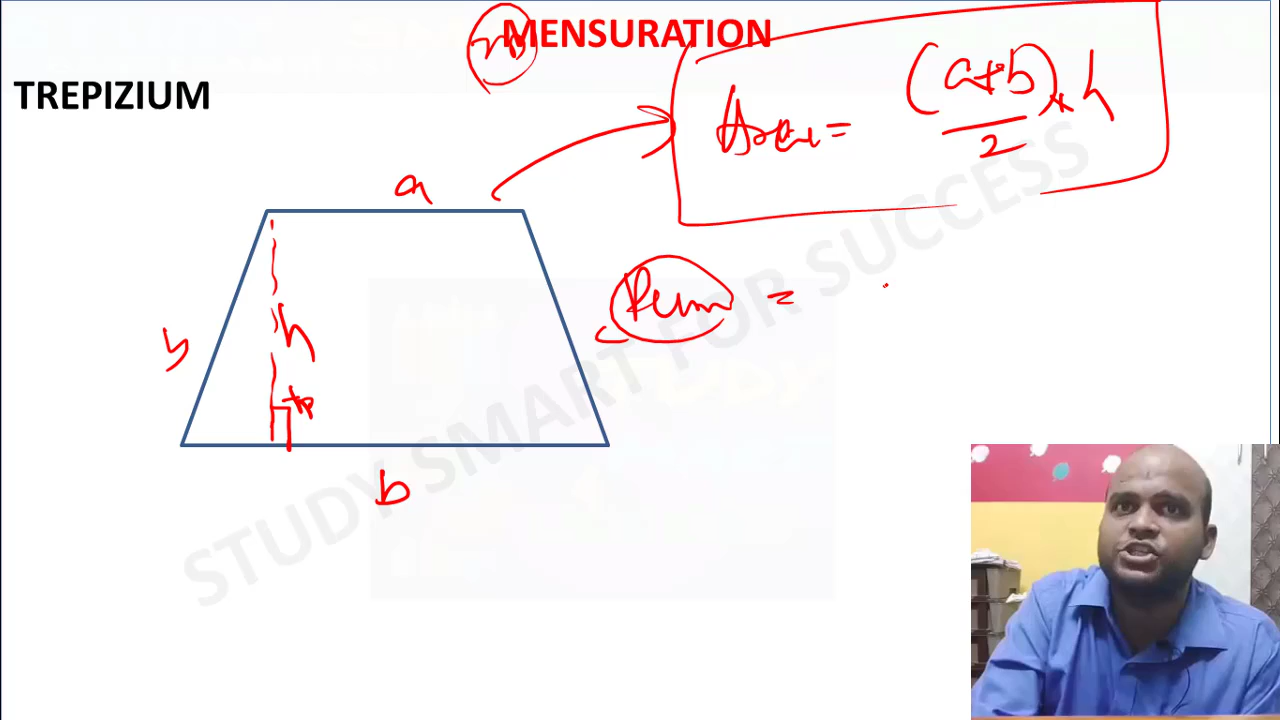 MENSURATION
TREPIZIUM
Area = (a+b)/2 * h
a
Perim =
h
b
STUDY SMART FOR SUCCESS